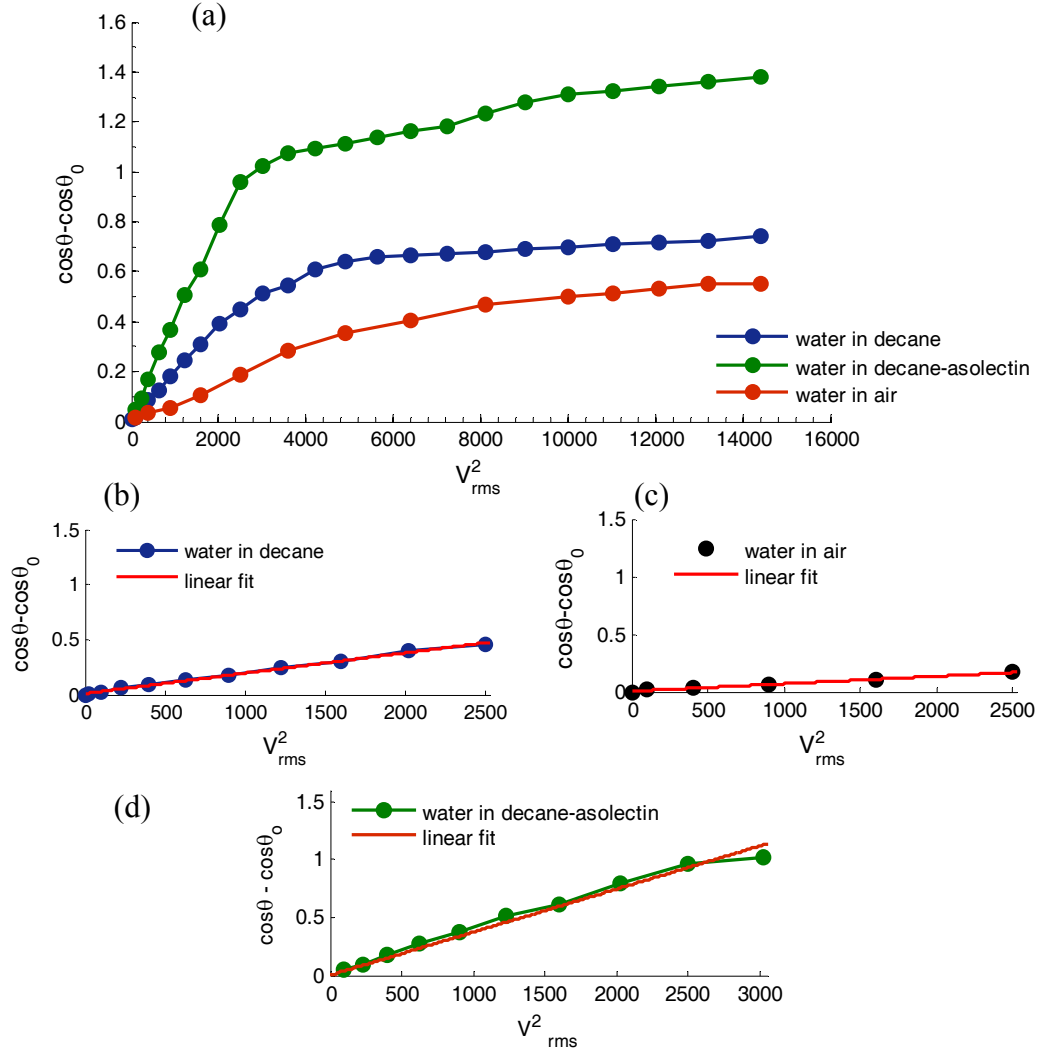 (a)
1.6
1.4
1.2
1
0.8
0.6
0.4
0.2
0
cosθ-cosθ₀
water in decane
water in decane-asolectin
water in air
0 2000 4000 6000 8000 10000 12000 14000 16000
V²rms
(b)
1.5
1
0.5
0
cosθ-cosθ₀
water in decane
linear fit
0 500 1000 1500 2000 2500
V²rms
(c)
1.5
1
0.5
0
cosθ-cosθ₀
water in air
linear fit
0 500 1000 1500 2000 2500
V²rms
(d)
1.5
1
0.5
0
cosθ - cosθₒ
water in decane-asolectin
linear fit
0 500 1000 1500 2000 2500 3000
V²rms